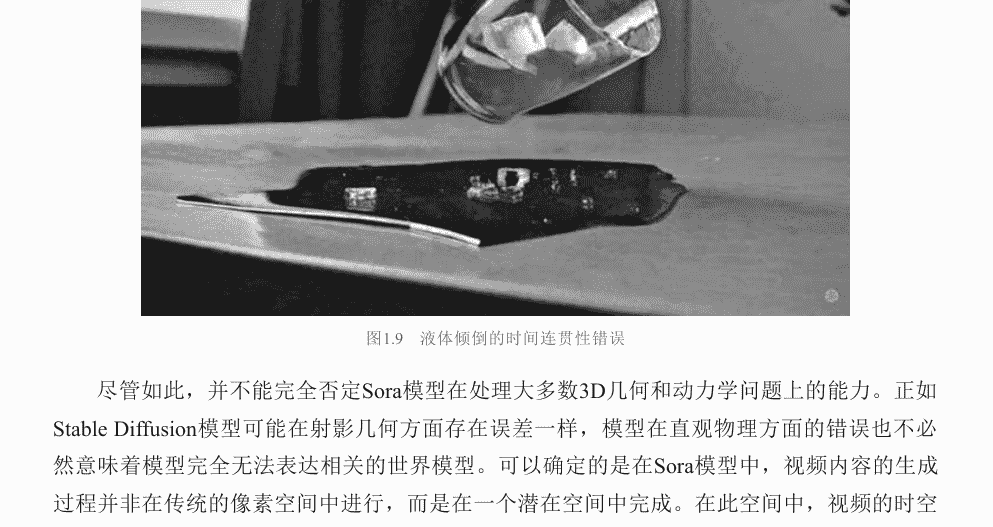 图1.9　液体倾倒的时间连贯性错误
尽管如此，并不能完全否定Sora模型在处理大多数3D几何和动力学问题上的能力。正如
Stable Diffusion模型可能在射影几何方面存在误差一样，模型在直观物理方面的错误也不必
然意味着模型完全无法表达相关的世界模型。可以确定的是在Sora模型中，视频内容的生成
过程并非在传统的像素空间中进行，而是在一个潜在空间中完成。在此空间中，视频的时空